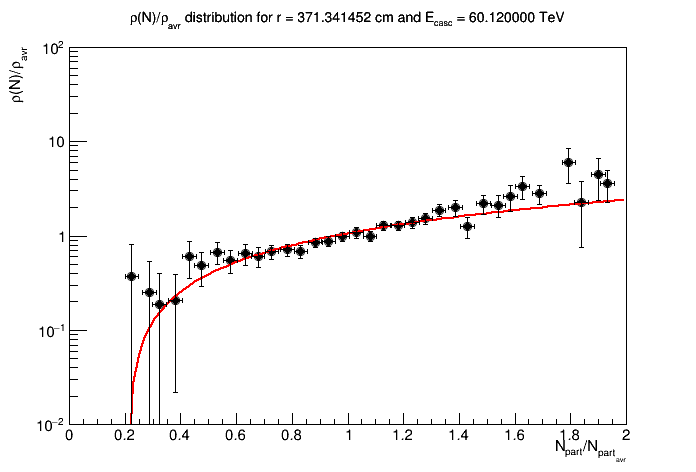 ρ(N)/ρavr distribution for r = 371.341452 cm and Ecasc = 60.120000 TeV
ρ(N)/ρavr
10²
10
1
10⁻¹
10⁻²
0 0.2 0.4 0.6 0.8 1 1.2 1.4 1.6 1.8 2
Npart/Npartavr